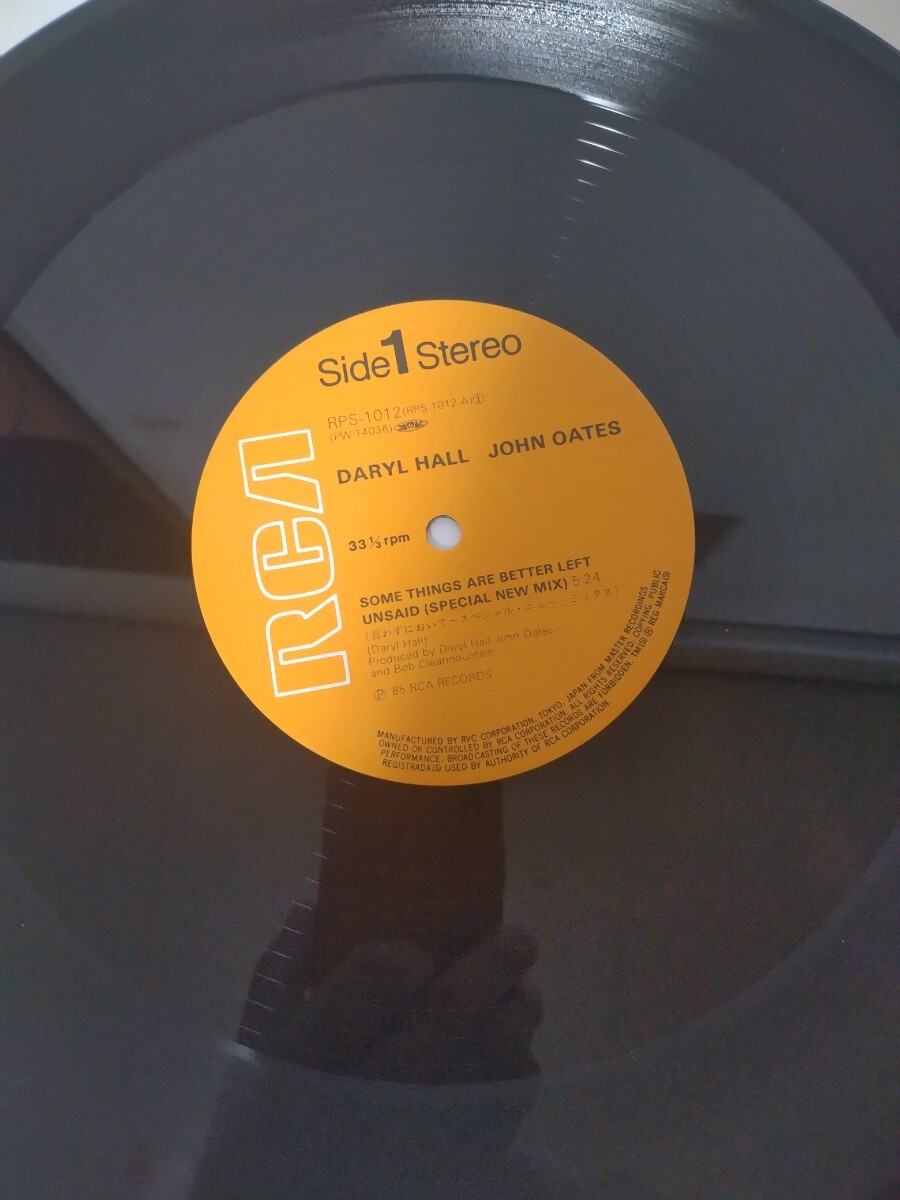 Side 1 Stereo
RPS-1012 (RPS-1012-A) ①
(PW-14036)
DARYL HALL JOHN OATES
RCA
33 1/3 rpm
SOME THINGS ARE BETTER LEFT
UNSAID (SPECIAL NEW MIX) 5:24
(言わずにおいて－スペシャル・ニュー・ミックス)
(Daryl Hall)
Produced by Daryl Hall John Oates
and Bob Clearmountain
Ⓟ '85 RCA RECORDS
MANUFACTURED BY RVC CORPORATION, TOKYO, JAPAN FROM MASTER RECORDINGS
OWNED OR CONTROLLED BY RCA CORPORATION. ALL RIGHTS RESERVED. COPYING, PUBLIC
PERFORMANCE, BROADCASTING OF THESE RECORDS ARE FORBIDDEN. TM(S) ® REG MARCA(S)
REGISTRADA(S) USED BY AUTHORITY OF RCA CORPORATION.